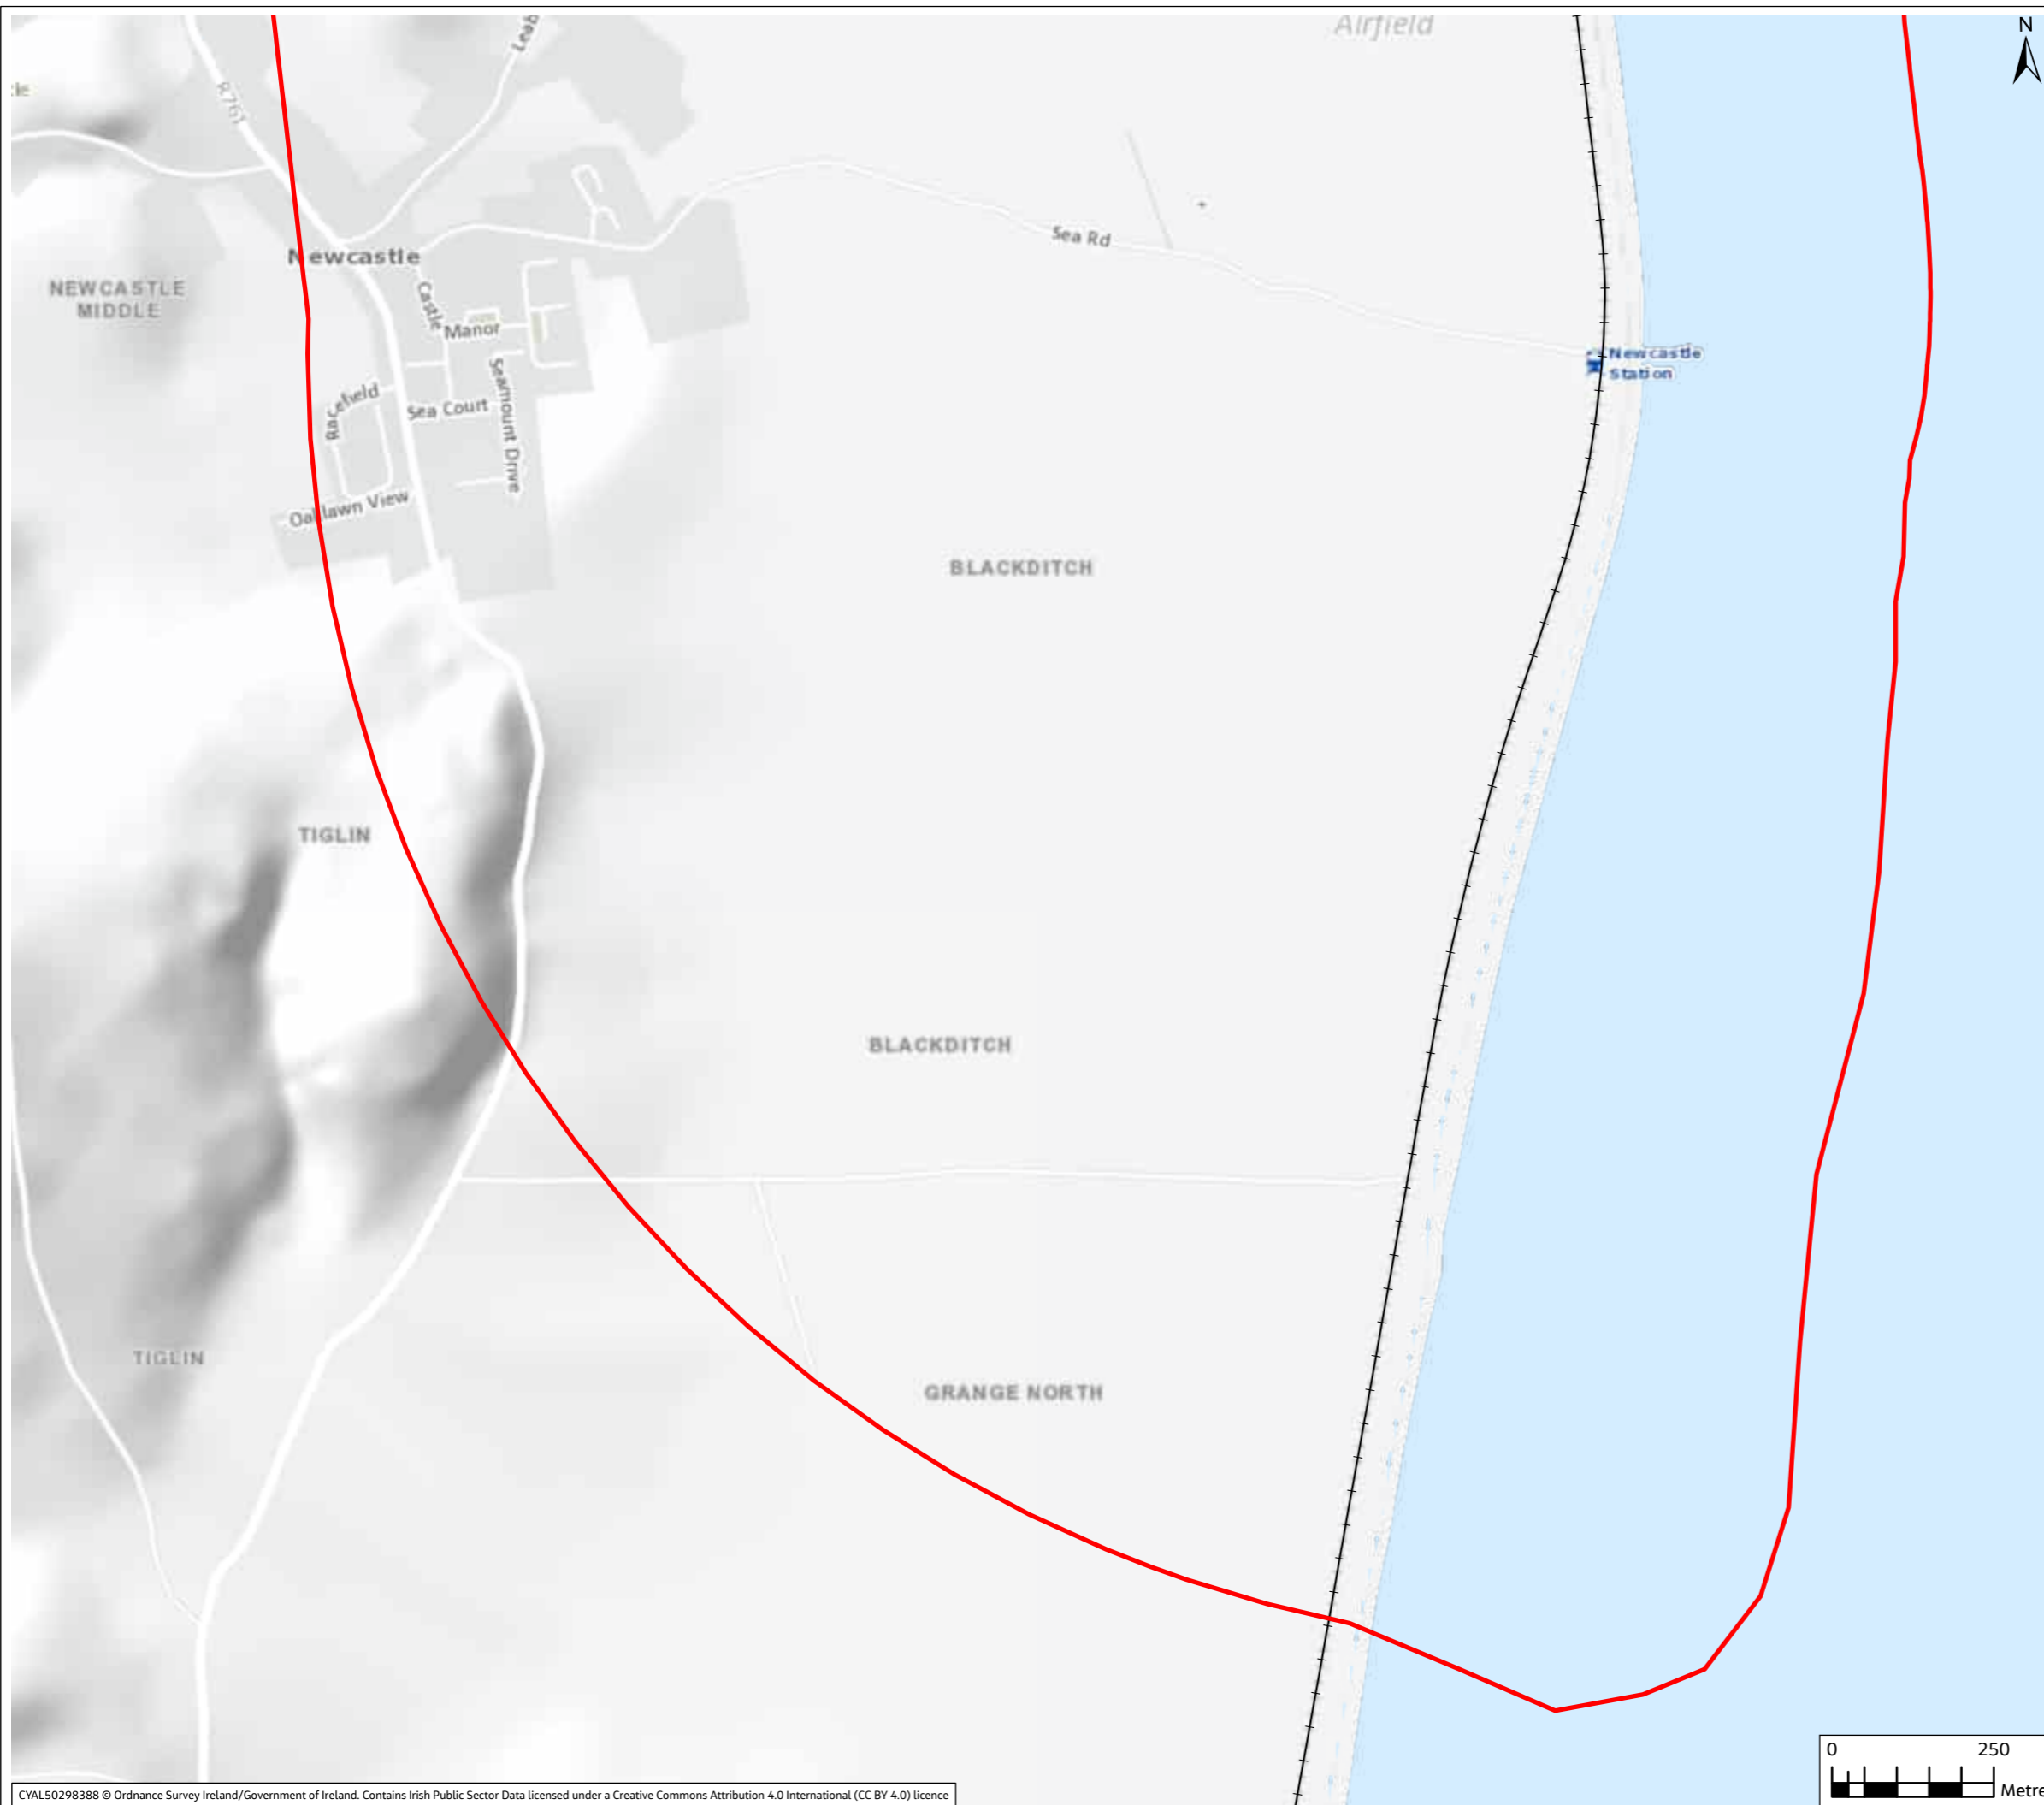 Airfield
N
Leab
R761
Sea Rd
Newcastle
NEWCASTLE
MIDDLE
Castle
Manor
Newcastle
Station
Seamount Drive
Racefield
Sea Court
Oaklawn View
BLACKDITCH
TIGLIN
BLACKDITCH
TIGLIN
GRANGE NORTH
0 250
Metre
CYAL50298388 © Ordnance Survey Ireland/Government of Ireland. Contains Irish Public Sector Data licensed under a Creative Commons Attribution 4.0 International (CC BY 4.0) licence